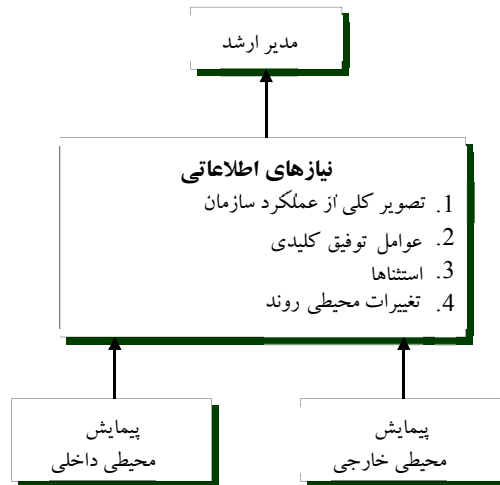 مدیر ارشد
نیازهای اطلاعاتی
1. تصویر کلی از عملکرد سازمان
2. عوامل توفیق کلیدی
3. استثناها
4. تغییرات محیطی روند
پیمایش
محیطی خارجی
پیمایش
محیطی داخلی